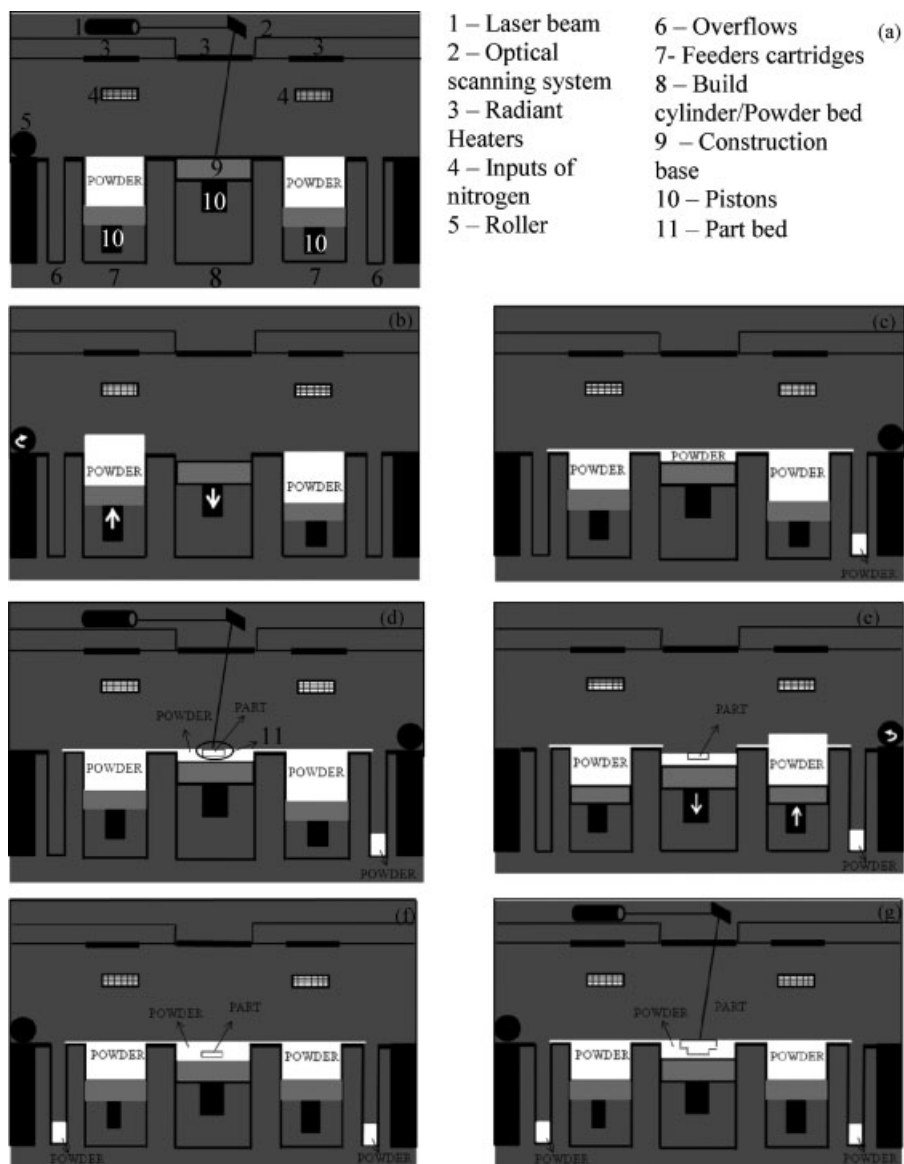 1 – Laser beam
2 – Optical
scanning system
3 – Radiant
Heaters
4 – Inputs of
nitrogen
5 – Roller
6 – Overflows
7- Feeders cartridges
8 – Build
cylinder/Powder bed
9 – Construction
base
10 – Pistons
11 – Part bed
(a)
1
2
3
3
3
4
4
5
POWDER
9
POWDER
10
10
10
6
7
8
7
6
(b)
POWDER
POWDER
(c)
POWDER
POWDER
POWDER
POWDER
(d)
POWDER
PART
11
POWDER
POWDER
POWDER
(e)
PART
POWDER
POWDER
POWDER
(f)
POWDER
PART
POWDER
POWDER
POWDER
POWDER
(g)
POWDER
PART
POWDER
POWDER
POWDER
POWDER